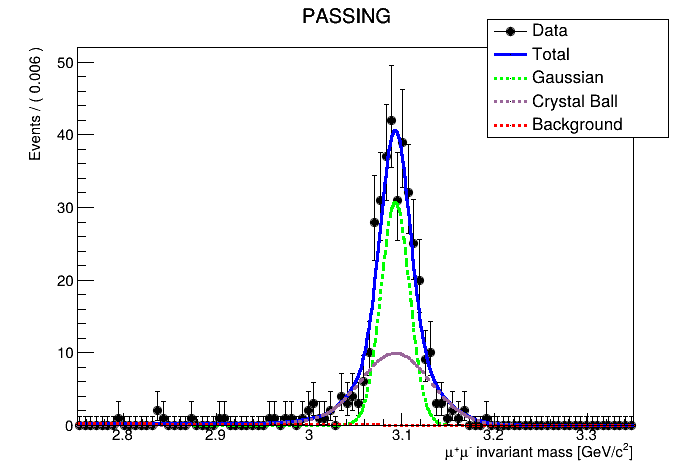 PASSING
Data
Total
Gaussian
Crystal Ball
Background
Events / ( 0.006 )
50
40
30
20
10
0
2.8 2.9 3 3.1 3.2 3.3
μ⁺μ⁻ invariant mass [GeV/c²]